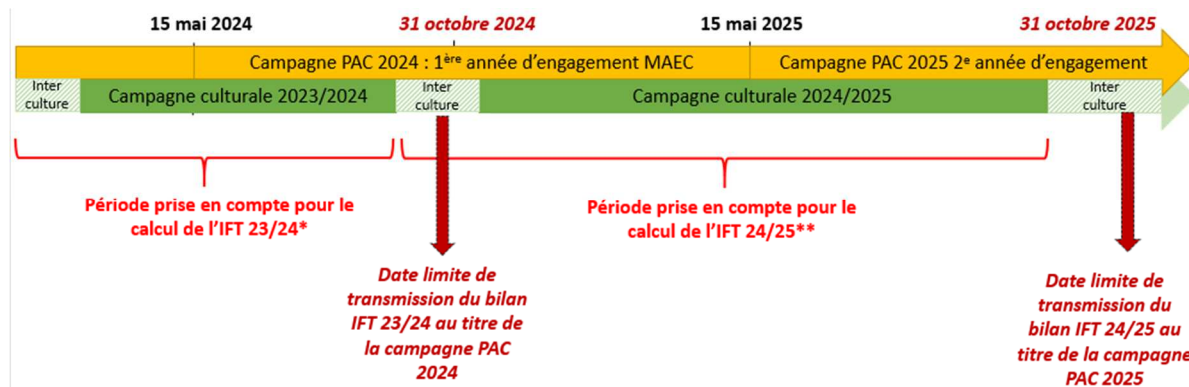 15 mai 2024
31 octobre 2024
15 mai 2025
31 octobre 2025
Campagne PAC 2024 : 1ère année d’engagement MAEC
Campagne PAC 2025 2e année d’engagement
Inter
culture
Campagne culturale 2023/2024
Inter
culture
Campagne culturale 2024/2025
Inter
culture
Période prise en compte pour le
calcul de l’IFT 23/24*
Période prise en compte pour le
calcul de l’IFT 24/25**
Date limite de
transmission du bilan
IFT 23/24 au titre de
la campagne PAC
2024
Date limite de
transmission du
bilan IFT 24/25 au
titre de la campagne
PAC 2025